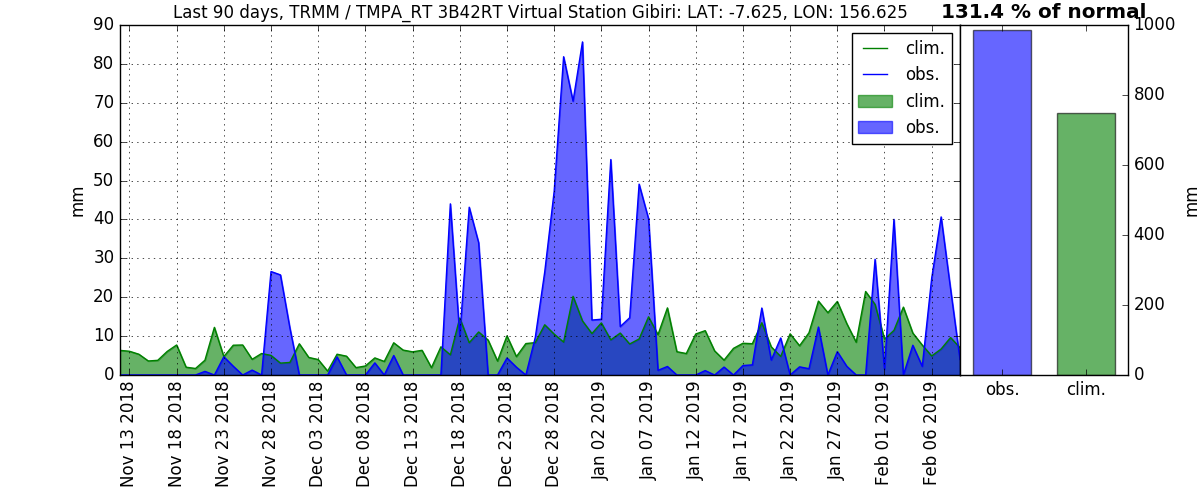 Last 90 days, TRMM / TMPA_RT 3B42RT Virtual Station Gibiri: LAT: -7.625, LON: 156.625
131.4 % of normal
90
80
70
60
50
40
30
20
10
0
mm
clim.
obs.
clim.
obs.
Nov 13 2018
Nov 18 2018
Nov 23 2018
Nov 28 2018
Dec 03 2018
Dec 08 2018
Dec 13 2018
Dec 18 2018
Dec 23 2018
Dec 28 2018
Jan 02 2019
Jan 07 2019
Jan 12 2019
Jan 17 2019
Jan 22 2019
Jan 27 2019
Feb 01 2019
Feb 06 2019
1000
800
600
400
200
0
mm
obs.
clim.